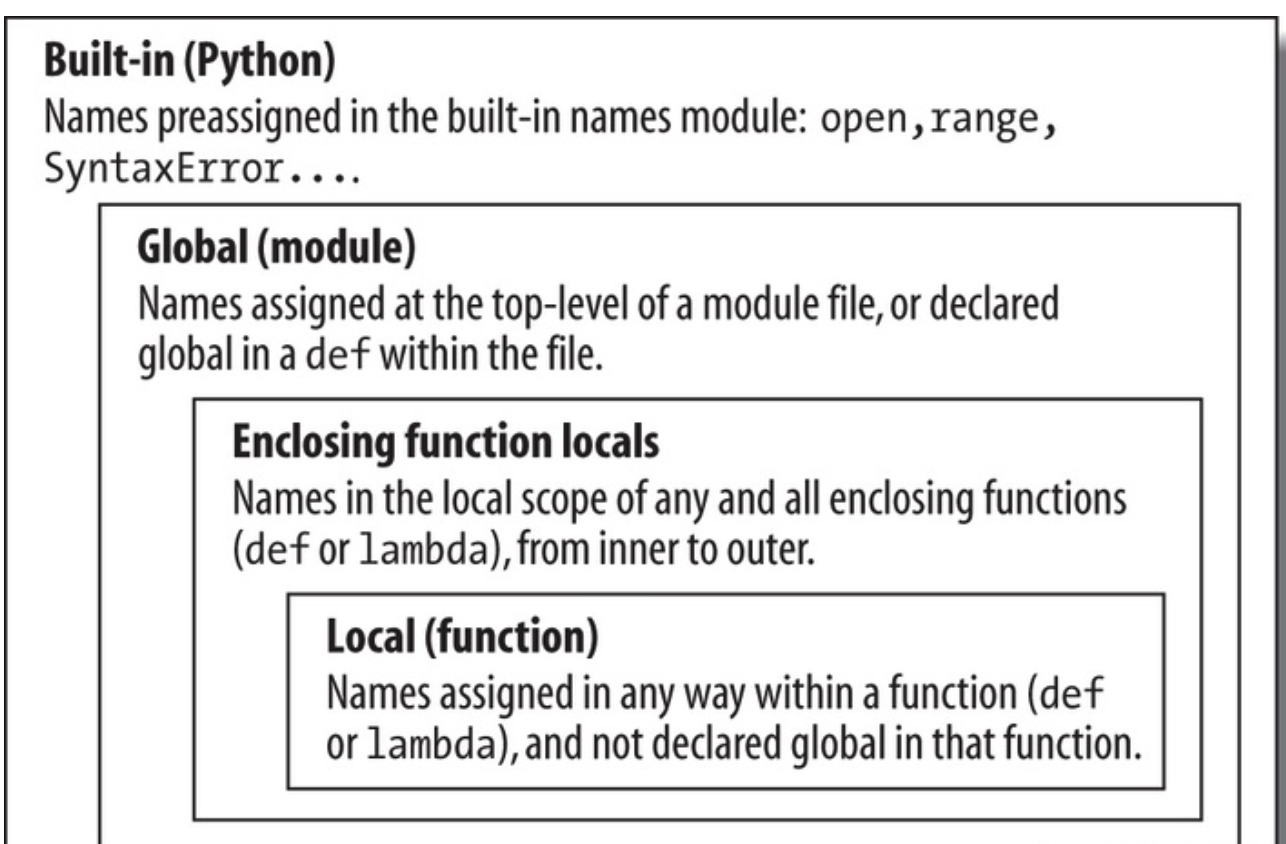 Built-in (Python)
Names preassigned in the built-in names module: open,range,
SyntaxError....
Global (module)
Names assigned at the top-level of a module file, or declared
global in a def within the file.
Enclosing function locals
Names in the local scope of any and all enclosing functions
(def or lambda), from inner to outer.
Local (function)
Names assigned in any way within a function (def
or lambda), and not declared global in that function.